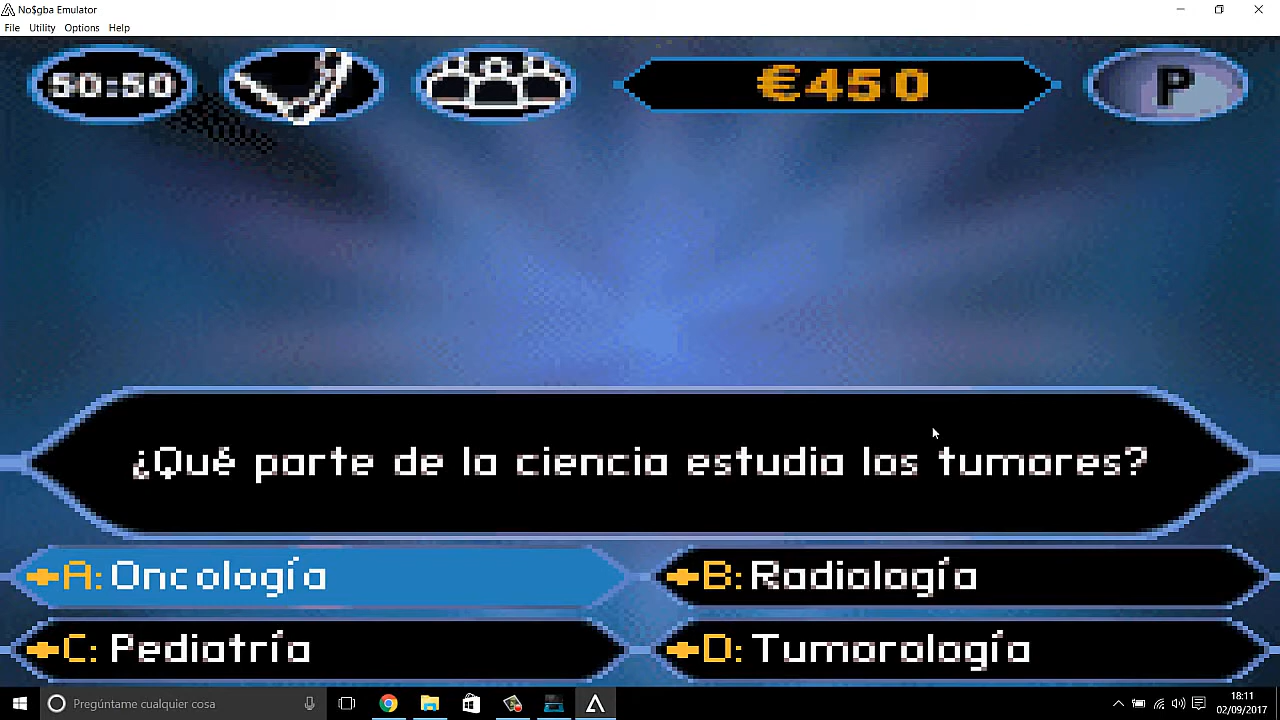 No$gba Emulator
File Utility Options Help
50:50
€450
P
¿Qué parte de la ciencia estudia los tumores?
A: Oncología
B: Radiología
C: Pediatría
D: Tumorología
Pregúntame cualquier cosa
18:11
02/09/2017